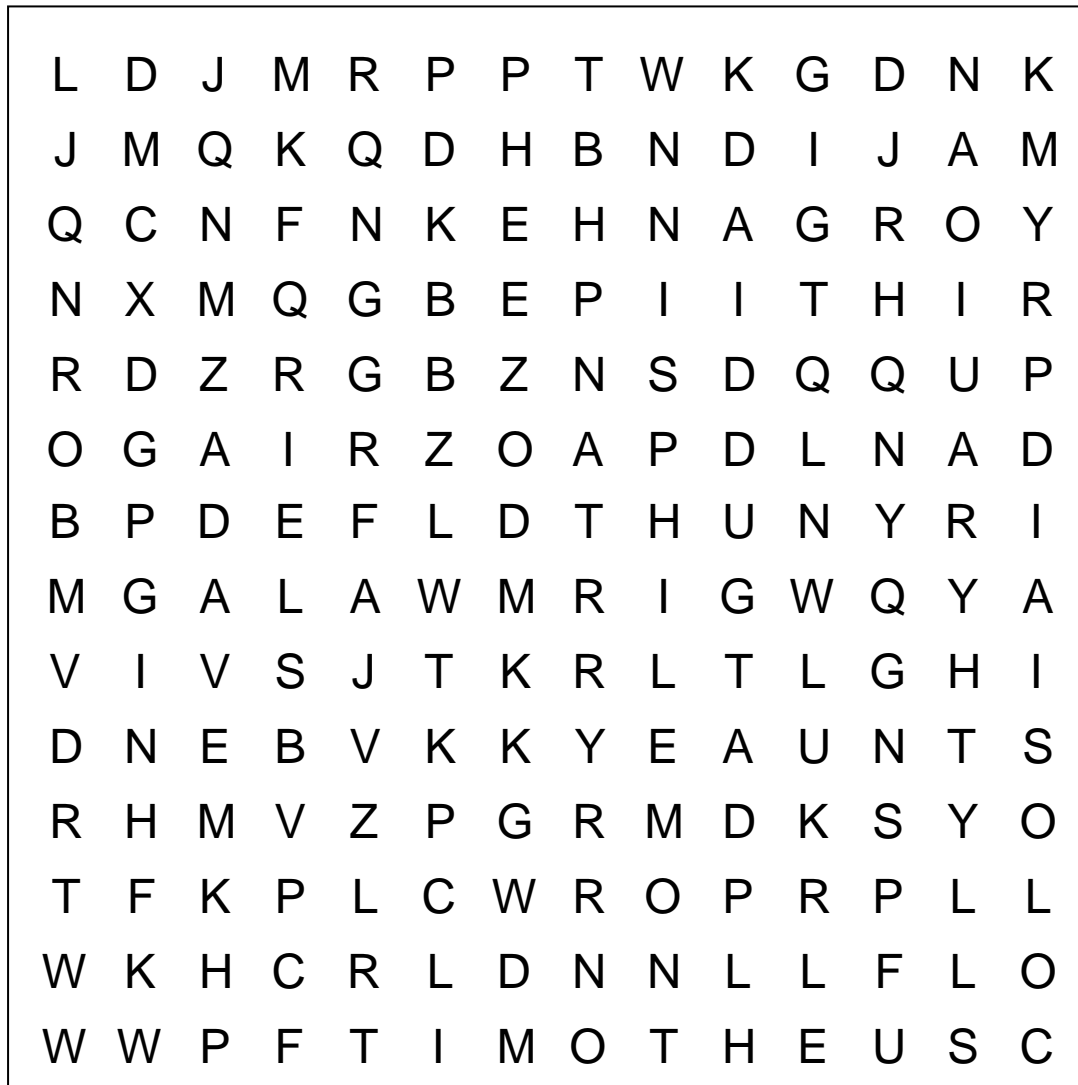 L D J M R P P T W K G D N K
J M Q K Q D H B N D I J A M
Q C N F N K E H N A G R O Y
N X M Q G B E P I I T H I R
R D Z R G B Z N S D Q Q U P
O G A I R Z O A P D L N A D
B P D E F L D T H U N Y R I
M G A L A W M R I G W Q Y A
V I V S J T K R L T L G H I
D N E B V K K Y E A U N T S
R H M V Z P G R M D K S Y O
T F K P L C W R O P R P L L
W K H C R L D N N L L F L O
W W P F T I M O T H E U S C